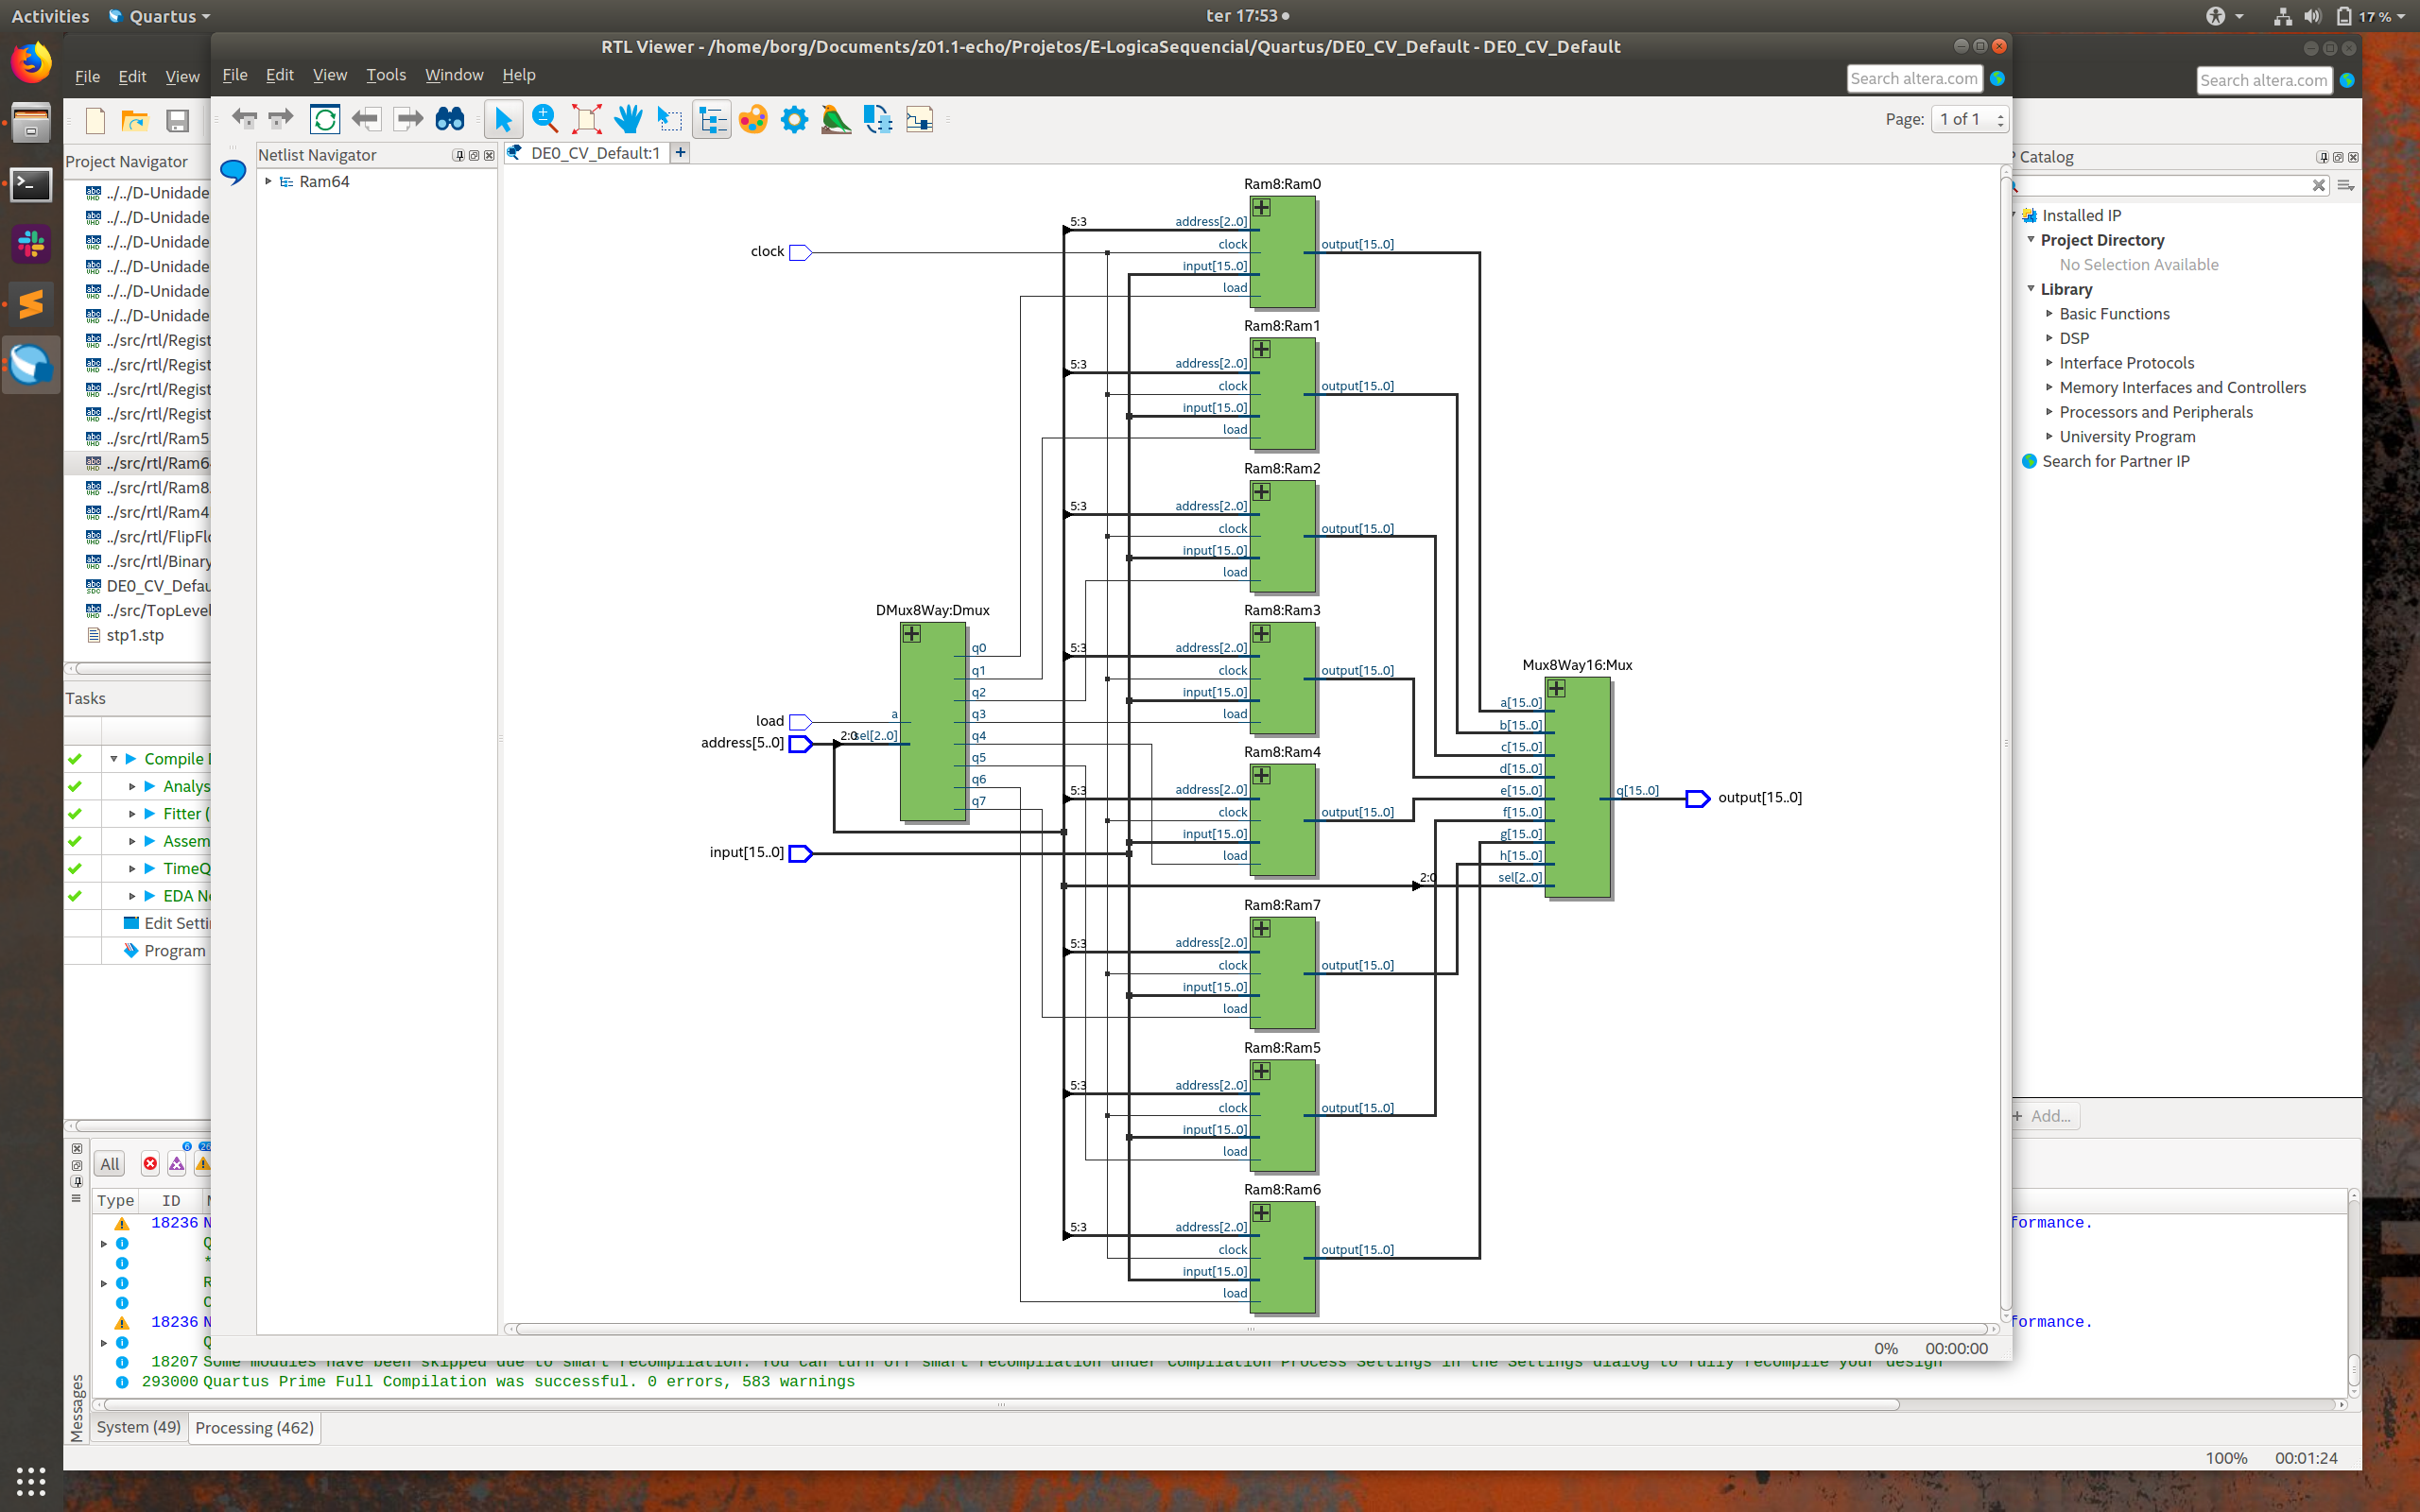 Activities
Quartus
ter 17:53
17 %
RTL Viewer - /home/borg/Documents/z01.1-echo/Projetos/E-LogicaSequencial/Quartus/DE0_CV_Default - DE0_CV_Default
File Edit View
File Edit View Tools Window Help
Search altera.com
Search altera.com
Page: 1 of 1
Project Navigator
../../D-Unidade
../../D-Unidade
../../D-Unidade
../../D-Unidade
../../D-Unidade
../../D-Unidade
../src/rtl/Regist
../src/rtl/Regist
../src/rtl/Regist
../src/rtl/Regist
../src/rtl/Ram5
../src/rtl/Ram6
../src/rtl/Ram8
../src/rtl/Ram4
../src/rtl/FlipFl
../src/rtl/Binary
DE0_CV_Defau
../src/TopLevel
stp1.stp
Tasks
Compile
Analys
Fitter (
Assem
TimeQ
EDA N
Edit Setti
Program
Netlist Navigator
Ram64
DE0_CV_Default:1
clock
load
address[5..0]
input[15..0]
DMux8Way:Dmux
a
2:0
sel[2..0]
q0
q1
q2
q3
q4
q5
q6
q7
Ram8:Ram0
5:3 address[2..0]
clock output[15..0]
input[15..0]
load
Ram8:Ram1
5:3 address[2..0]
clock output[15..0]
input[15..0]
load
Ram8:Ram2
5:3 address[2..0]
clock output[15..0]
input[15..0]
load
Ram8:Ram3
5:3 address[2..0]
clock output[15..0]
input[15..0]
load
Ram8:Ram4
5:3 address[2..0]
clock output[15..0]
input[15..0]
load
Ram8:Ram7
5:3 address[2..0]
clock output[15..0]
input[15..0]
load
Ram8:Ram5
5:3 address[2..0]
clock output[15..0]
input[15..0]
load
Ram8:Ram6
5:3 address[2..0]
clock output[15..0]
input[15..0]
load
Mux8Way16:Mux
a[15..0]
b[15..0]
c[15..0]
d[15..0]
e[15..0]
f[15..0]
g[15..0]
h[15..0]
2:0 sel[2..0]
q[15..0]
output[15..0]
0% 00:00:00
Catalog
Installed IP
Project Directory
No Selection Available
Library
Basic Functions
DSP
Interface Protocols
Memory Interfaces and Controllers
Processors and Peripherals
University Program
Search for Partner IP
+ Add...
All
Type ID
18236 N
formance.
Q
*
R
C
18236 N
formance.
Q
18207 Some modules have been skipped due to smart recompilation. You can turn off smart recompilation under Compilation Process Settings in the Settings dialog to fully recompile your design
293000 Quartus Prime Full Compilation was successful. 0 errors, 583 warnings
Messages
System (49) Processing (462)
100% 00:01:24